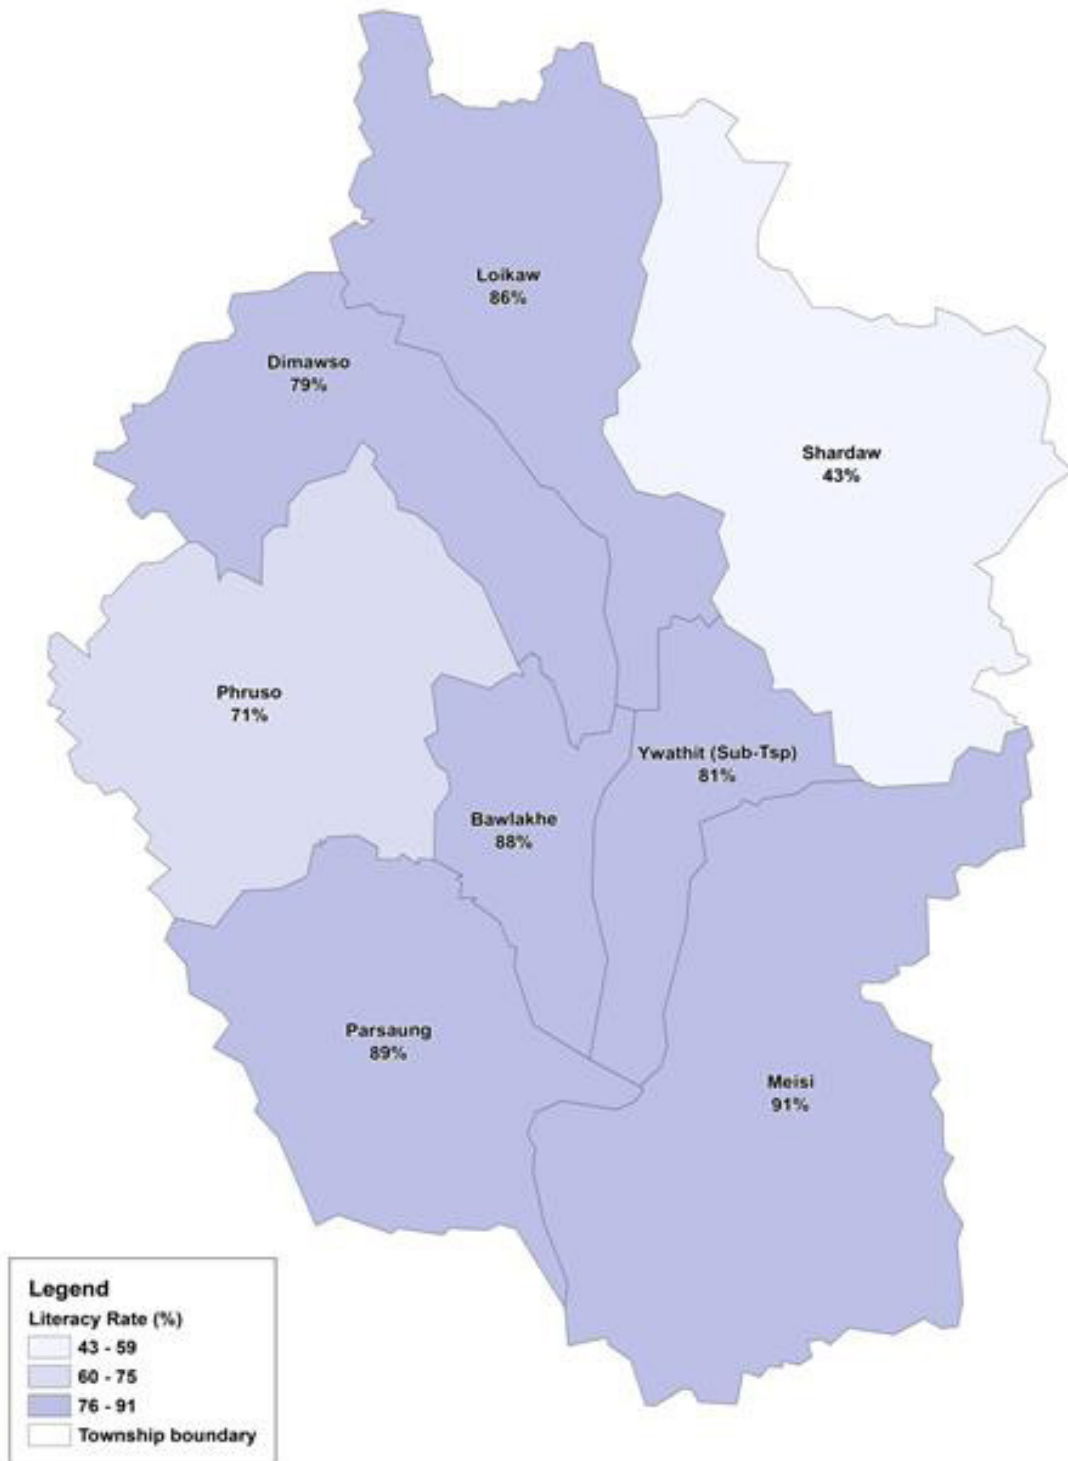 Loikaw
86%
Dimawso
79%
Shardaw
43%
Phruso
71%
Ywathit (Sub-Tsp)
81%
Bawlakhe
88%
Parsaung
89%
Meisi
91%
Legend
Literacy Rate (%)
43 - 59
60 - 75
76 - 91
Township boundary